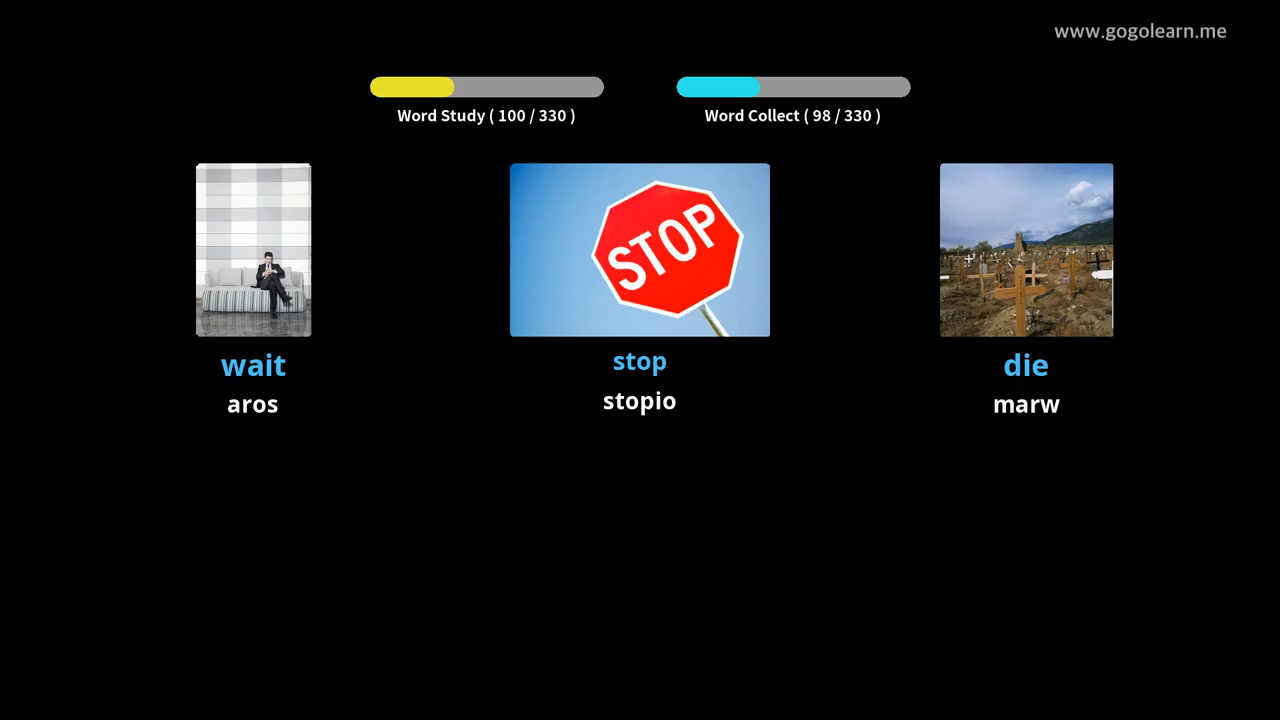 www.gogolearn.me
Word Study ( 100 / 330 )
Word Collect ( 98 / 330 )
STOP
wait
stop
die
aros
stopio
marw